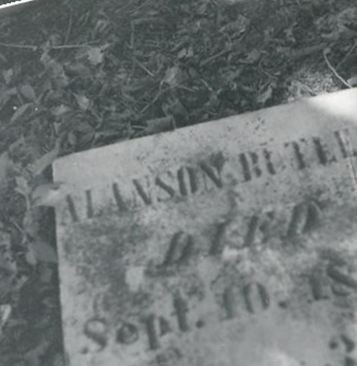 ALANSON BUTLE
DIED
Sept. 10. 18